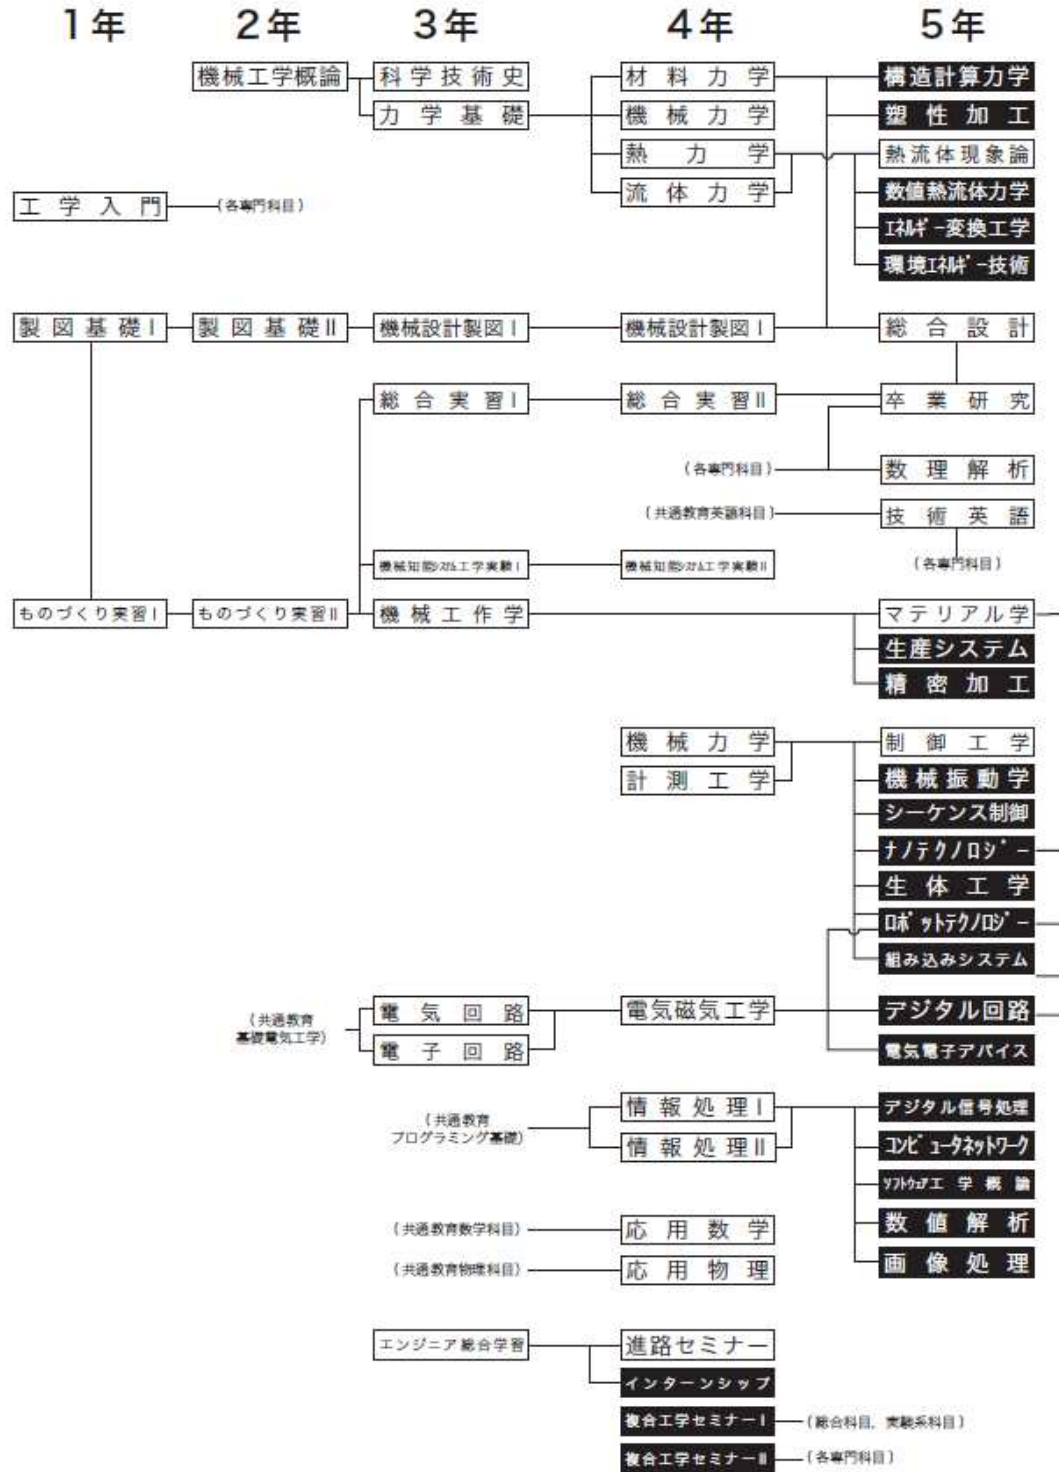 1年 2年 3年 4年 5年
機械工学概論 科学技術史 材料力学 構造計算力学
力学基礎 機械力学 塑性加工
熱力学 熱流体現象論
工学入門 (各専門科目) 流体力学 数値熱流体力学
エネルギー変換工学
環境エネルギー技術
製図基礎Ⅰ 製図基礎Ⅱ 機械設計製図Ⅰ 機械設計製図Ⅰ 総合設計
総合実習Ⅰ 総合実習Ⅱ 卒業研究
(各専門科目) 数理解析
(共通教育英語科目) 技術英語
機械知能システム工学実験Ⅰ 機械知能システム工学実験Ⅱ (各専門科目)
ものづくり実習Ⅰ ものづくり実習Ⅱ 機械工作学 マテリアル学
生産システム
精密加工
機械力学 制御工学
計測工学 機械振動学
シーケンス制御
ナノテクノロジー
生体工学
ロボットテクノロジー
組み込みシステム
(共通教育 電気回路 電気磁気工学 デジタル回路
基礎電気工学) 電子回路 電気電子デバイス
(共通教育 情報処理Ⅰ デジタル信号処理
プログラミング基礎) 情報処理Ⅱ コンピュータネットワーク
ソフトウェア工学概論
(共通教育数学科目) 応用数学 数値解析
(共通教育物理科目) 応用物理 画像処理
エンジニア総合学習 進路セミナー
インターンシップ
複合工学セミナーⅠ (総合科目, 実験系科目)
複合工学セミナーⅡ (各専門科目)